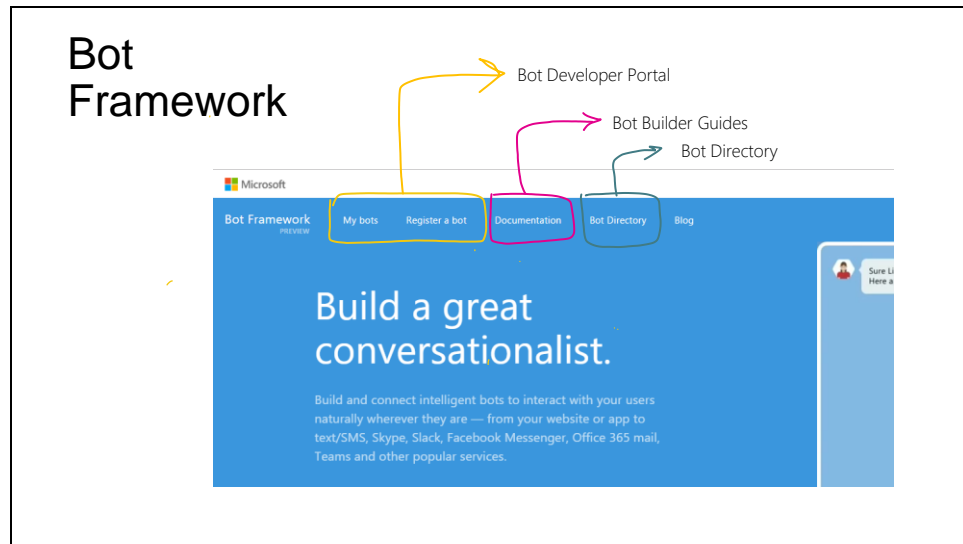 Bot
Framework
Bot Developer Portal
Bot Builder Guides
Bot Directory
Microsoft
Bot Framework
PREVIEW
My bots
Register a bot
Documentation
Bot Directory
Blog
Sure Li
Here a
Build a great
conversationalist.
Build and connect intelligent bots to interact with your users
naturally wherever they are — from your website or app to
text/SMS, Skype, Slack, Facebook Messenger, Office 365 mail,
Teams and other popular services.